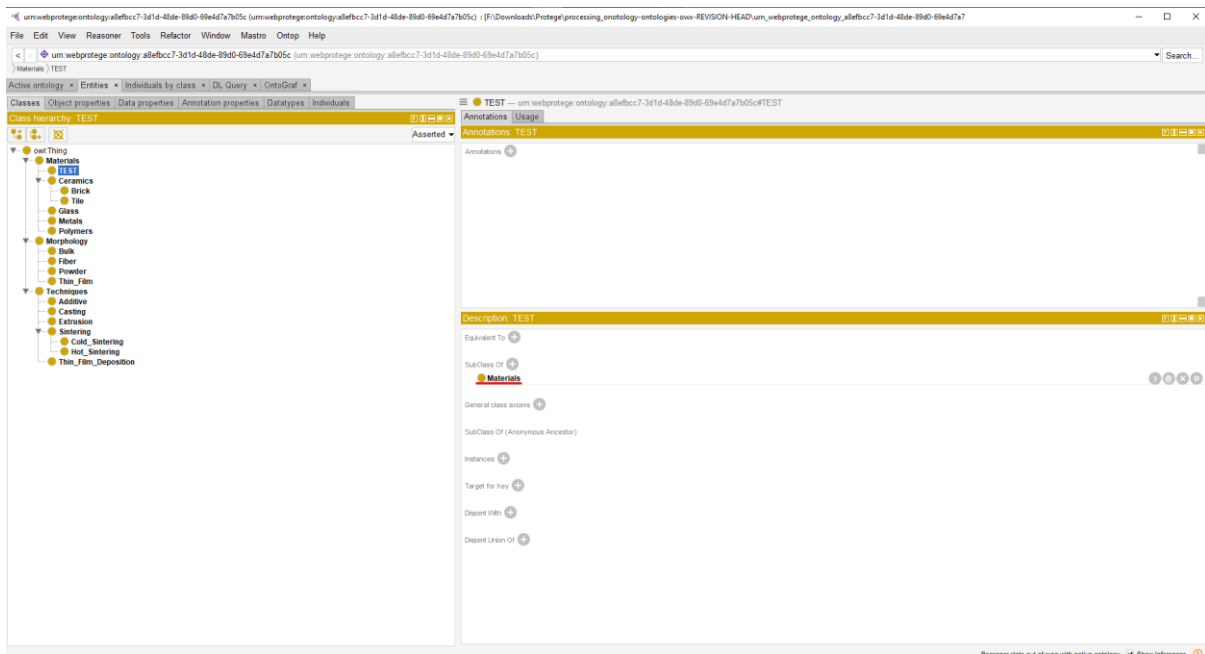 urn:webprotege:ontology:a8efbcc7-3d1d-48de-89d0-69e4d7a7b05c (urn:webprotege:ontology:a8efbcc7-3d1d-48de-89d0-69e4d7a7b05c) : [F:\Downloads\Protege\processing_onotology-ontologies-owx-REVISION-HEAD\urn_webprotege_ontology_a8efbcc7-3d1d-48de-89d0-69e4d7a7
File Edit View Reasoner Tools Refactor Window Mastro Ontop Help
< > urn:webprotege:ontology:a8efbcc7-3d1d-48de-89d0-69e4d7a7b05c (urn:webprotege:ontology:a8efbcc7-3d1d-48de-89d0-69e4d7a7b05c) Search...
Materials TEST
Active ontology × Entities × Individuals by class × DL Query × OntoGraf ×
Classes Object properties Data properties Annotation properties Datatypes Individuals
Class hierarchy: TEST
Asserted
owl:Thing
Materials
TEST
Ceramics
Brick
Tile
Glass
Metals
Polymers
Morphology
Bulk
Fiber
Powder
Thin_Film
Techniques
Additive
Casting
Extrusion
Sintering
Cold_Sintering
Hot_Sintering
Thin_Film_Deposition
TEST — urn:webprotege:ontology:a8efbcc7-3d1d-48de-89d0-69e4d7a7b05c#TEST
Annotations Usage
Annotations: TEST
Annotations
Description: TEST
Equivalent To
SubClass Of
Materials
General class axioms
SubClass Of (Anonymous Ancestor)
Instances
Target for Key
Disjoint With
Disjoint Union Of